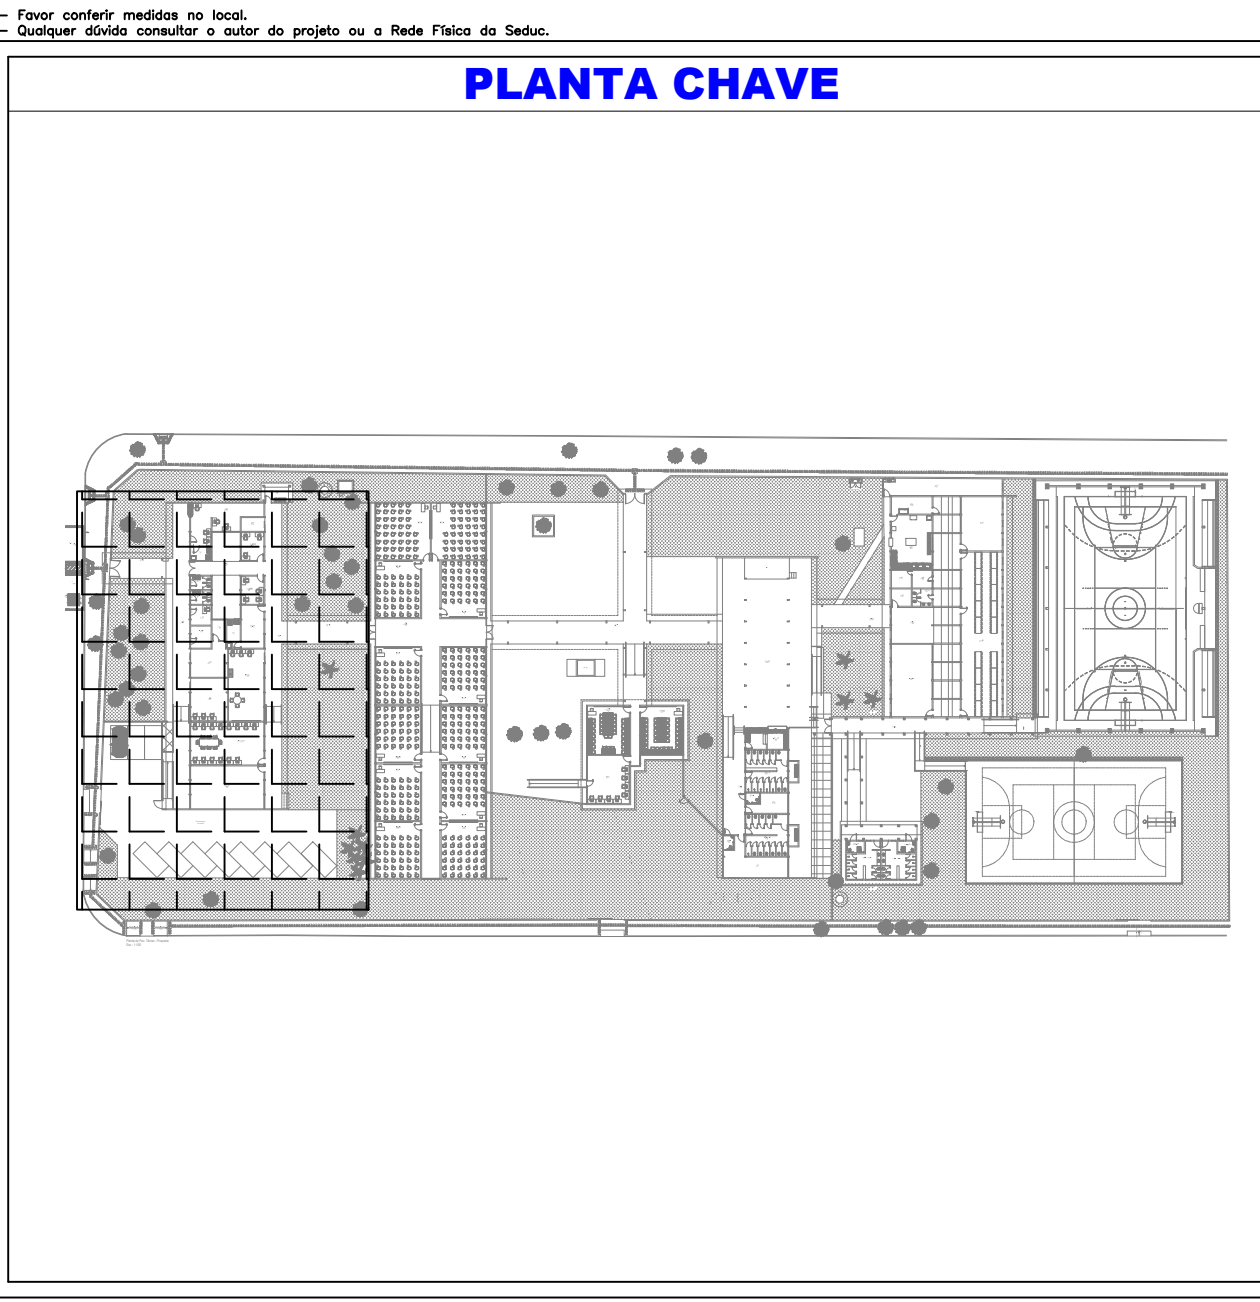 – Favor conferir medidas no local.
– Qualquer dúvida consultar o autor do projeto ou a Rede Física da Seduc.
PLANTA CHAVE